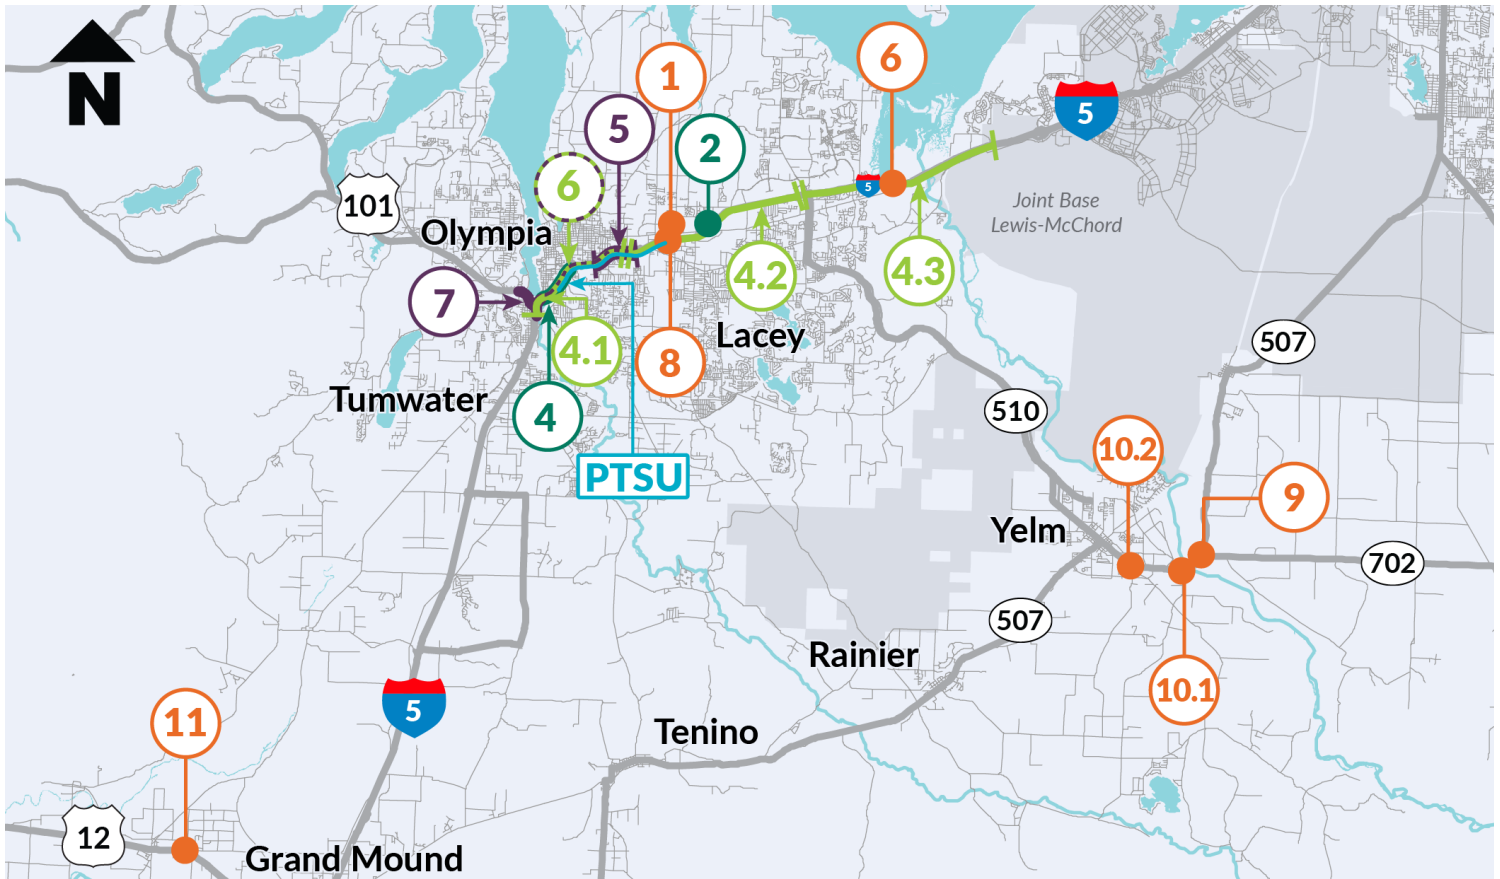 N
1
6
5
5
2
6
5
Joint Base
Lewis-McChord
101
Olympia
4.2
4.3
7
4.1
8
Lacey
507
Tumwater
4
510
10.2
PTSU
9
Yelm
702
507
Rainier
10.1
5
11
Tenino
12
Grand Mound